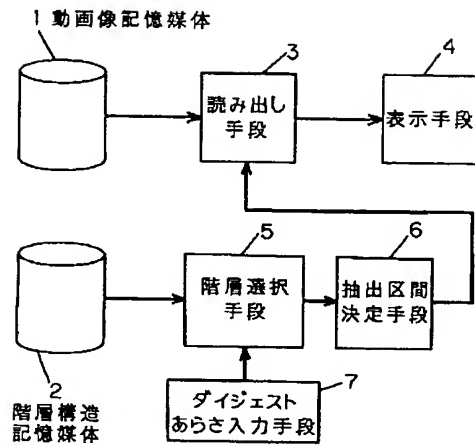 1 動画像記憶媒体
3
読み出し
手段
4
表示手段
5
階層選択
手段
6
抽出区間
決定手段
2
階層構造
記憶媒体
7
ダイジェスト
あらさ入力手段